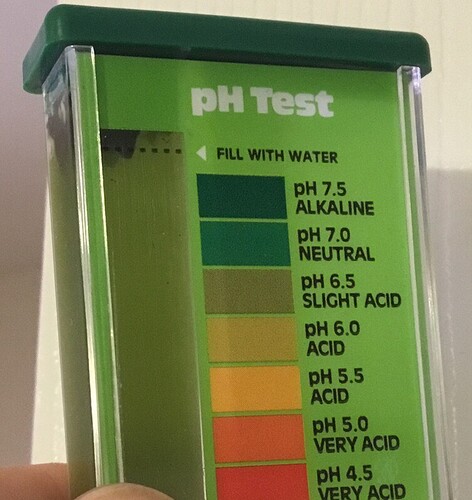 pH Test
FILL WITH WATER
pH 7.5
ALKALINE
pH 7.0
NEUTRAL
pH 6.5
SLIGHT ACID
pH 6.0
ACID
pH 5.5
ACID
pH 5.0
VERY ACID
pH 4.5
VERY ACID